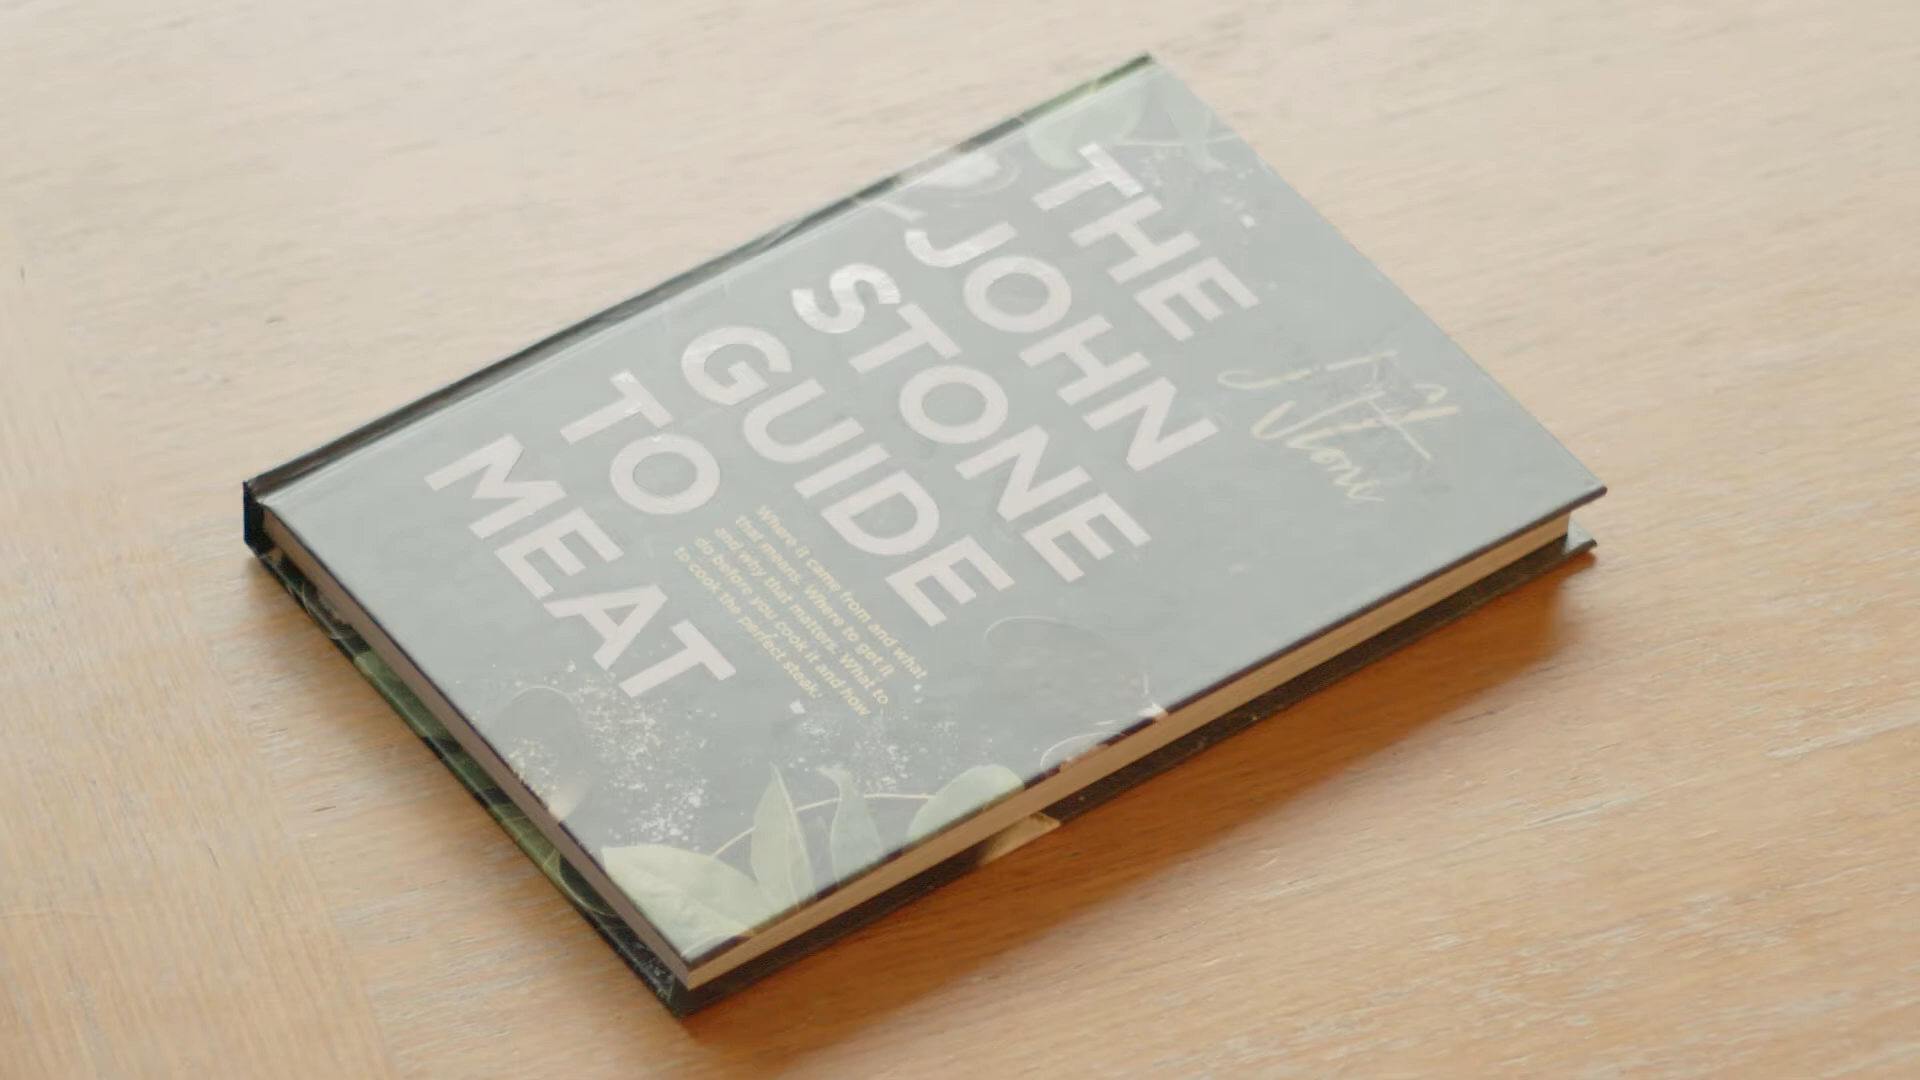 THE
JOHN
STONE
GUIDE
TO
MEAT
Where it came from and what
that means. Where to get it
and why that matters. What to
do before you cook it and how
to cook the perfect steak.
J Stone